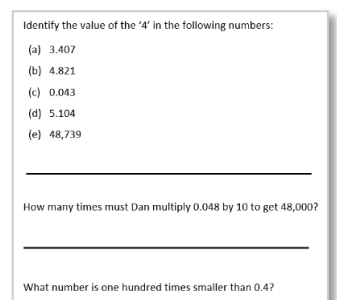 Identify the value of the ‘4’ in the following numbers:
(a) 3.407
(b) 4.821
(c) 0.043
(d) 5.104
(e) 48,739
How many times must Dan multiply 0.048 by 10 to get 48,000?
What number is one hundred times smaller than 0.4?